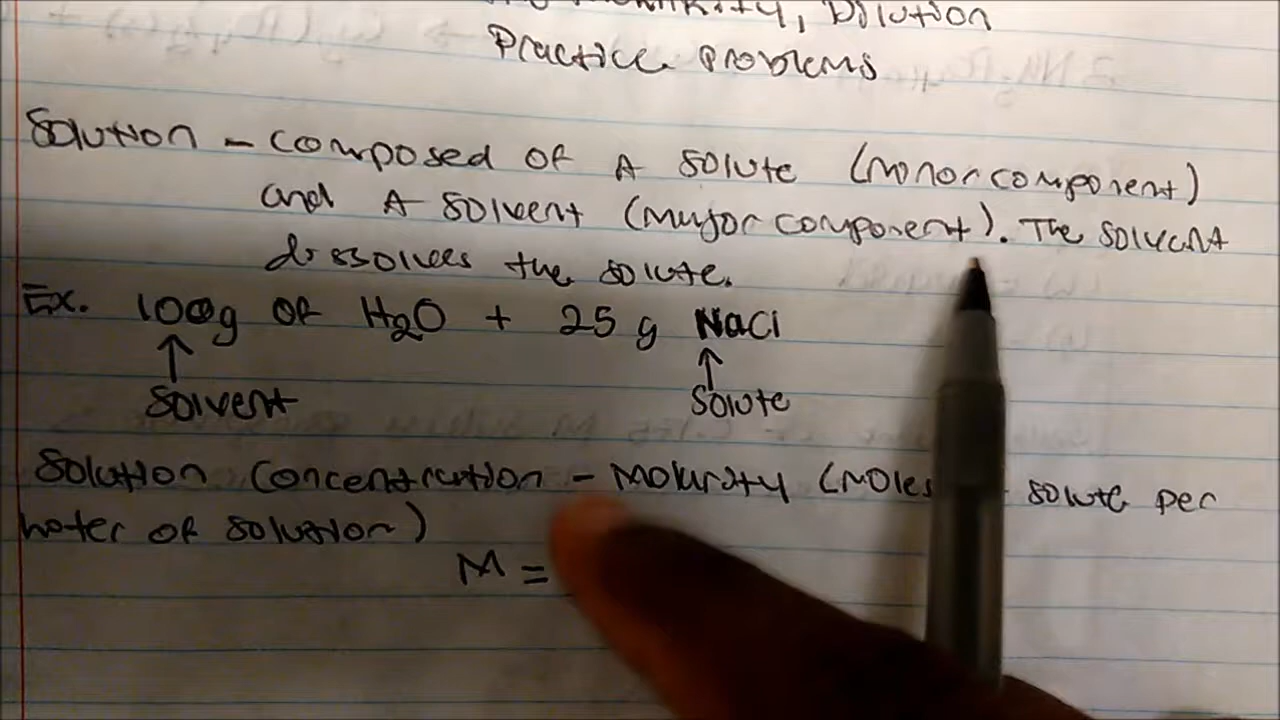 Dilution
Practice problems
Solution - composed of A solute (minor component)
and A solvent (major component). The solvent
dissolves the solute.
Ex. 100g of H2O + 25 g NaCl
↑ ↑
Solvent Solute
Solution Concentration - Molarity (moles solute per
liter of solution)
M =